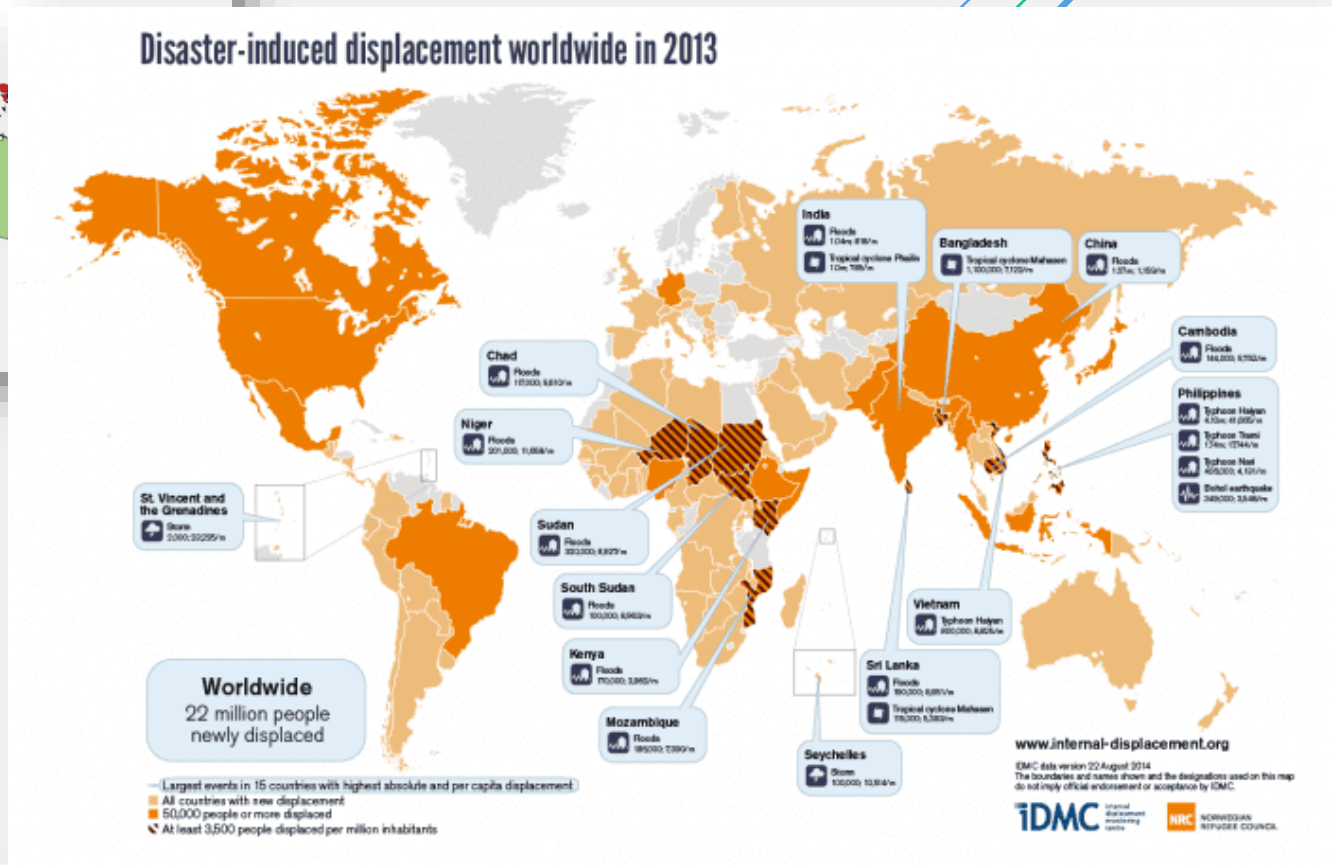 Disaster-induced displacement worldwide in 2013
India
Floods
Tropical cyclone Phailin
Bangladesh
Tropical cyclone Mahasen
China
Floods
Cambodia
Floods
Philippines
Typhoon Haiyan
Typhoon Trami
Typhoon Nari
Bohol earthquake
Chad
Floods
Niger
Floods
St. Vincent and
the Grenadines
Storm
Sudan
Floods
South Sudan
Floods
Kenya
Floods
Mozambique
Floods
Vietnam
Typhoon Haiyan
Sri Lanka
Floods
Tropical cyclone Mahasen
Seychelles
Storm
Worldwide
22 million people
newly displaced
Largest events in 15 countries with highest absolute and per capita displacement
All countries with new displacement
50,000 people or more displaced
At least 3,500 people displaced per million inhabitants
www.internal-displacement.org
IDMC data version 22 August 2014
The boundaries and names shown and the designations used on this map
do not imply official endorsement or acceptance by IDMC.
iDMC
internal
displacement
monitoring
centre
NRC
NORWEGIAN
REFUGEE COUNCIL